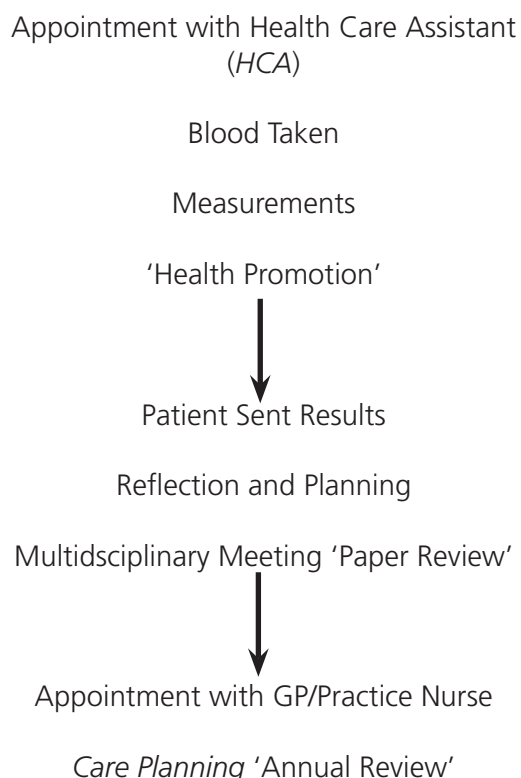 Appointment with Health Care Assistant
(HCA)
Blood Taken
Measurements
‘Health Promotion’
Patient Sent Results
Reflection and Planning
Multidsciplinary Meeting ‘Paper Review’
Appointment with GP/Practice Nurse
Care Planning ‘Annual Review’